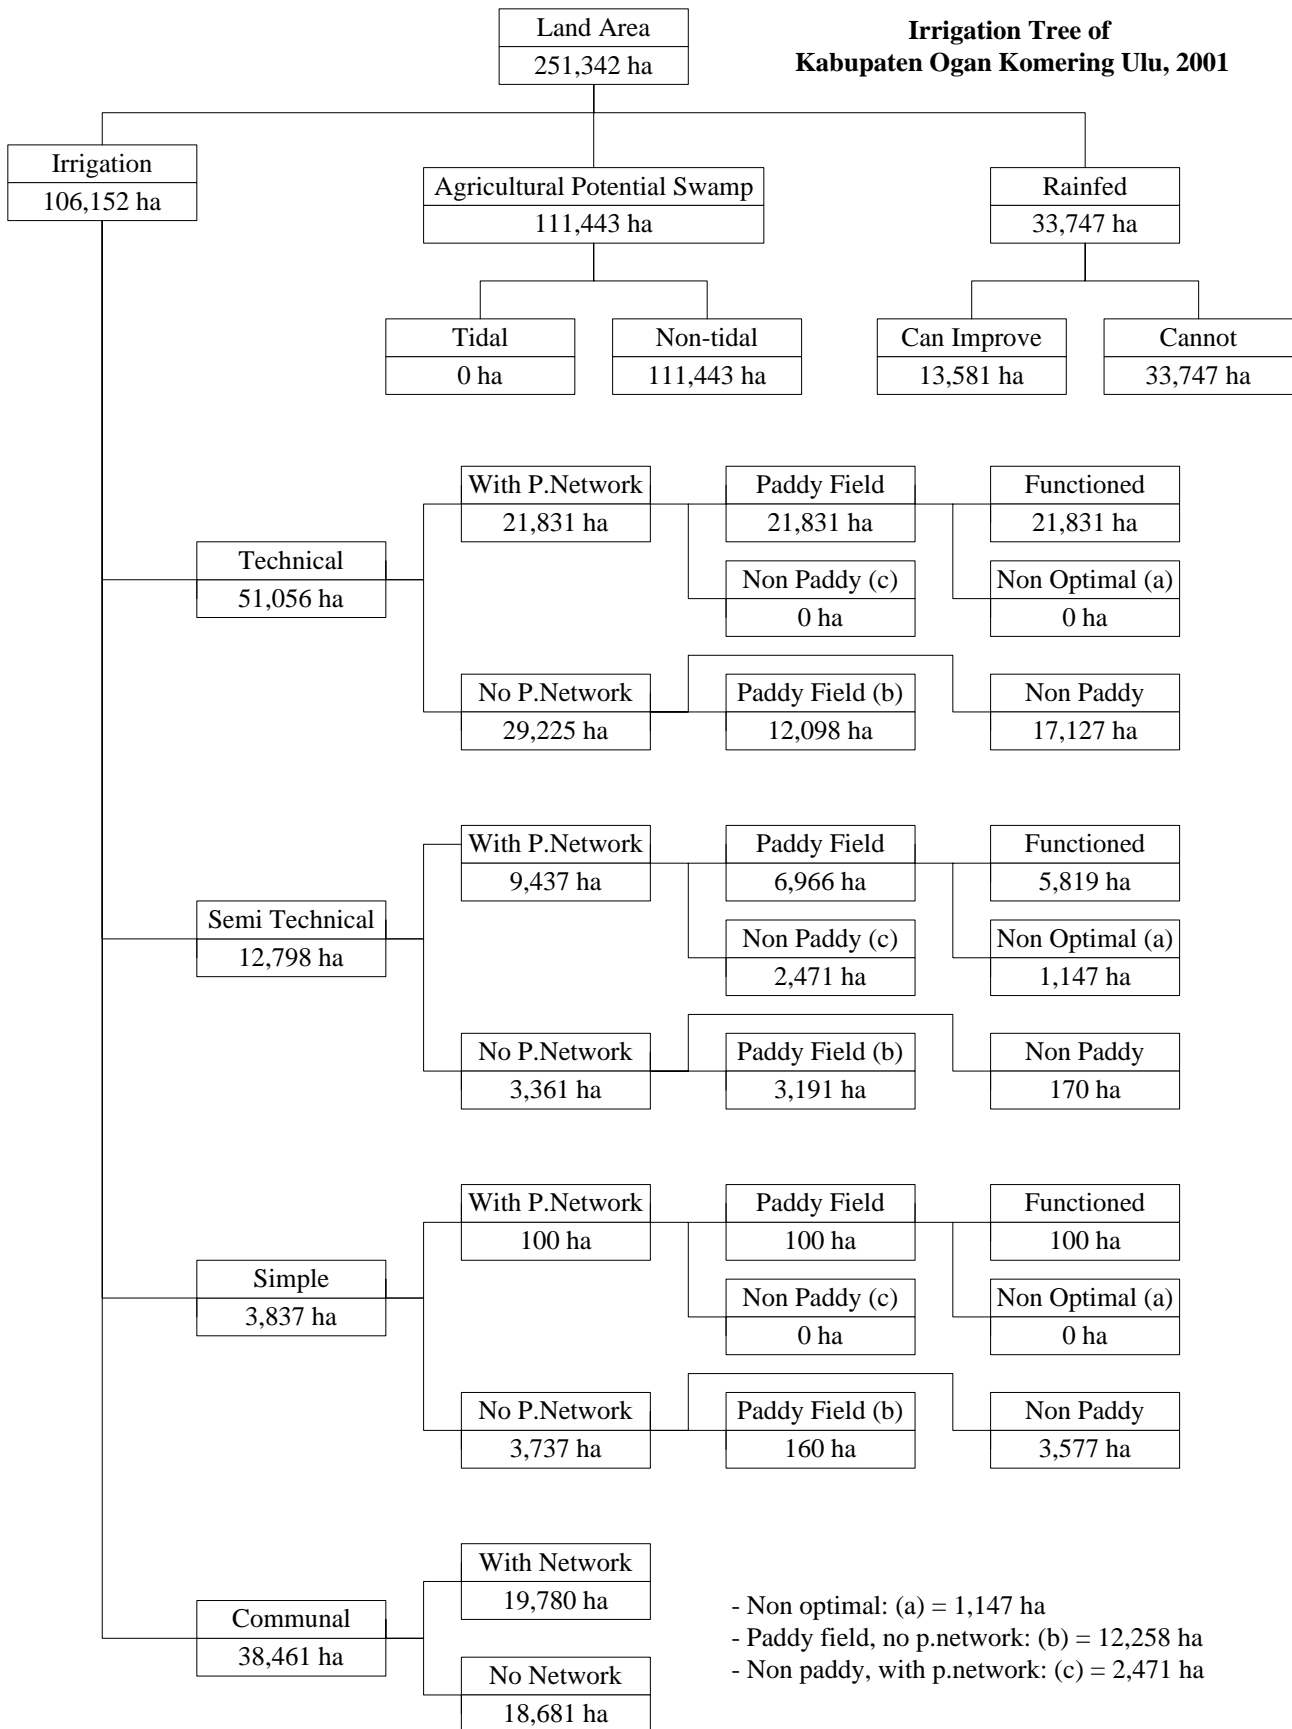 Irrigation Tree of
Kabupaten Ogan Komering Ulu, 2001
Land Area
251,342 ha
Irrigation
106,152 ha
Agricultural Potential Swamp
111,443 ha
Rainfed
33,747 ha
Tidal
0 ha
Non-tidal
111,443 ha
Can Improve
13,581 ha
Cannot
33,747 ha
Technical
51,056 ha
With P.Network
21,831 ha
Paddy Field
21,831 ha
Functioned
21,831 ha
Non Paddy (c)
0 ha
Non Optimal (a)
0 ha
No P.Network
29,225 ha
Paddy Field (b)
12,098 ha
Non Paddy
17,127 ha
Semi Technical
12,798 ha
With P.Network
9,437 ha
Paddy Field
6,966 ha
Functioned
5,819 ha
Non Paddy (c)
2,471 ha
Non Optimal (a)
1,147 ha
No P.Network
3,361 ha
Paddy Field (b)
3,191 ha
Non Paddy
170 ha
Simple
3,837 ha
With P.Network
100 ha
Paddy Field
100 ha
Functioned
100 ha
Non Paddy (c)
0 ha
Non Optimal (a)
0 ha
No P.Network
3,737 ha
Paddy Field (b)
160 ha
Non Paddy
3,577 ha
Communal
38,461 ha
With Network
19,780 ha
No Network
18,681 ha
- Non optimal: (a) = 1,147 ha
- Paddy field, no p.network: (b) = 12,258 ha
- Non paddy, with p.network: (c) = 2,471 ha